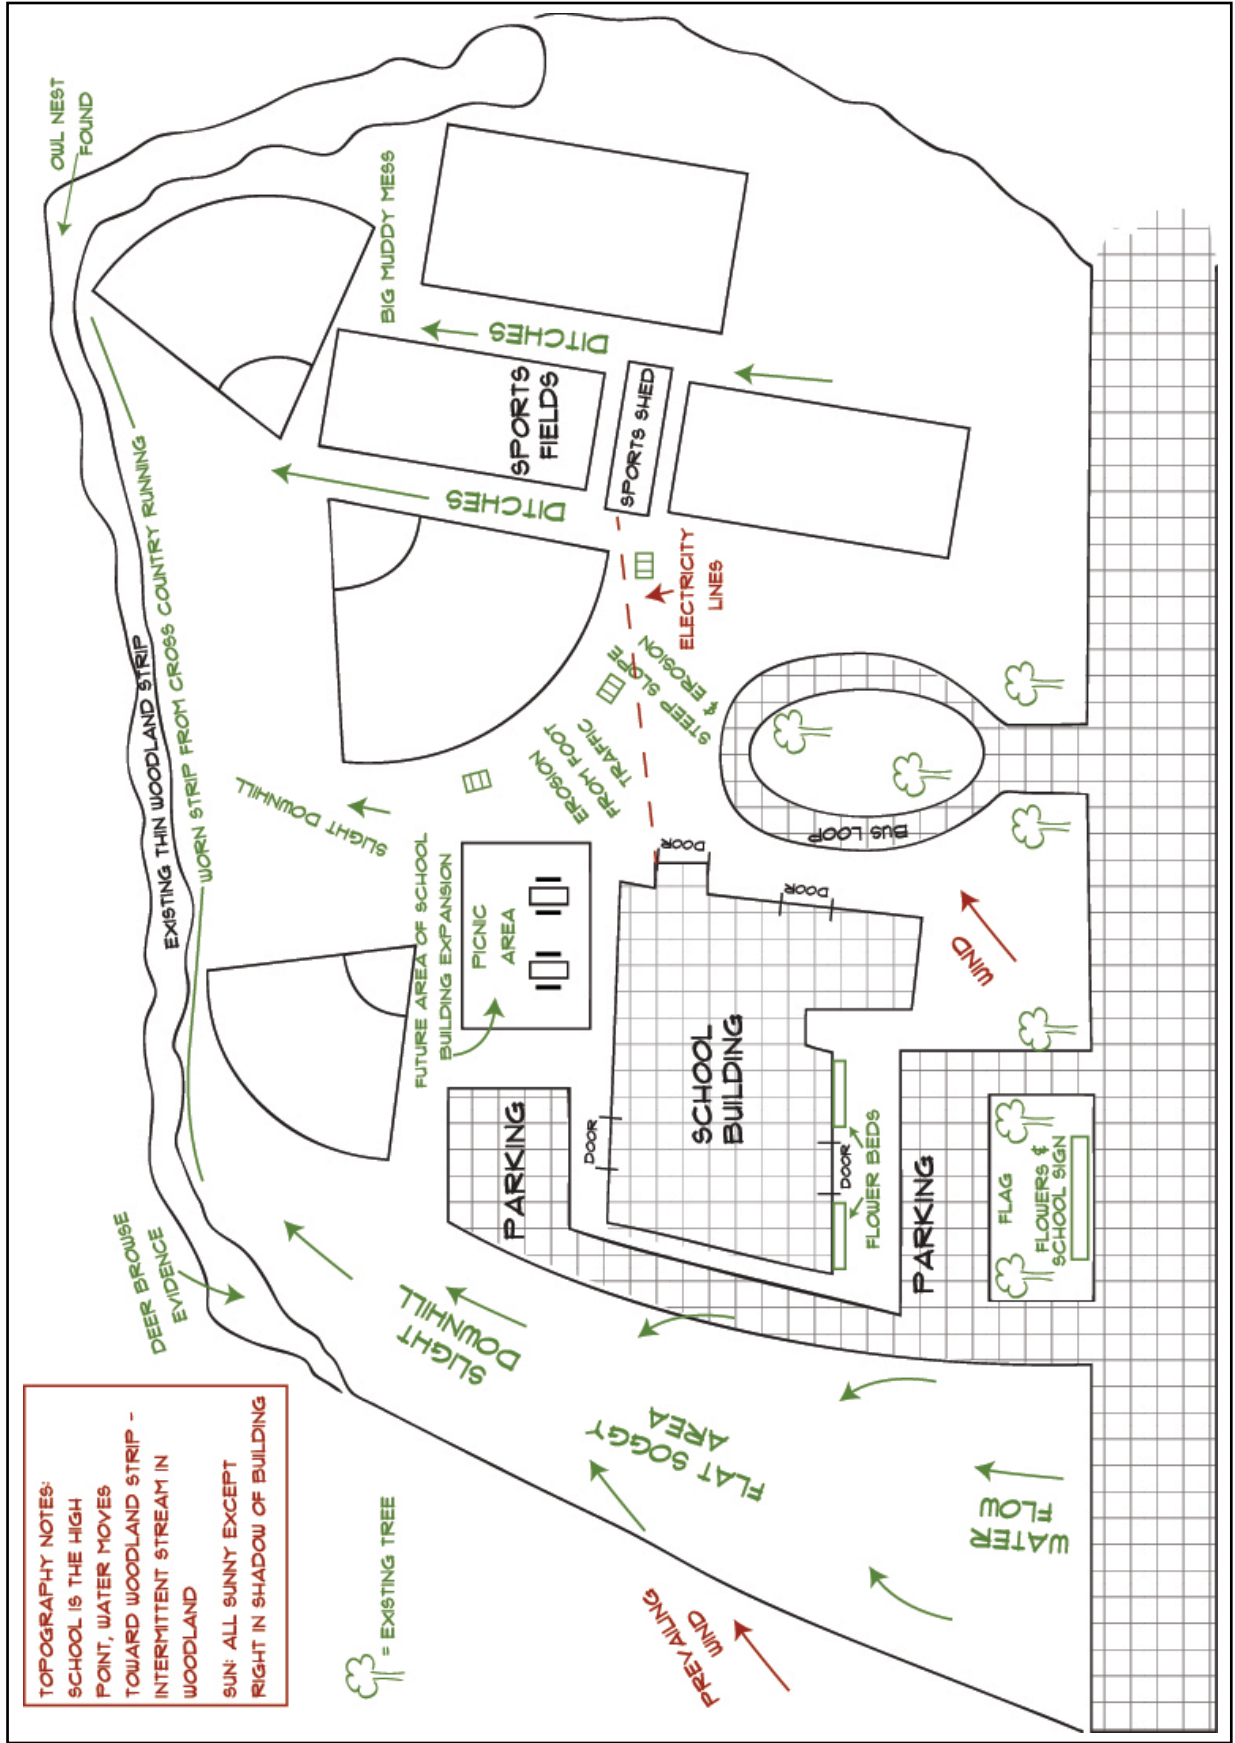 TOPOGRAPHY NOTES:
SCHOOL IS THE HIGH
POINT, WATER MOVES
TOWARD WOODLAND STRIP -
INTERMITTENT STREAM IN
WOODLAND
SUN: ALL SUNNY EXCEPT
RIGHT IN SHADOW OF BUILDING
= EXISTING TREE
DEER BROWSE
EVIDENCE
OWL NEST
FOUND
EXISTING THIN WOODLAND STRIP
WORN STRIP FROM CROSS COUNTRY RUNNING
SLIGHT DOWNHILL
BIG MUDDY MESS
DITCHES
DITCHES
SPORTS
FIELDS
SPORTS SHED
ELECTRICITY
LINES
STEEP SLOPE
& EROSION
EROSION
FROM FOOT
TRAFFIC
FUTURE AREA OF SCHOOL
BUILDING EXPANSION
PICNIC
AREA
PARKING
DOOR
SCHOOL
BUILDING
DOOR
DOOR
DOOR
BUS LOOP
WIND
FLOWER BEDS
PARKING
FLAG
FLOWERS &
SCHOOL SIGN
SLIGHT
DOWNHILL
FLAT SOGGY
AREA
WATER
FLOW
PREVAILING
WIND